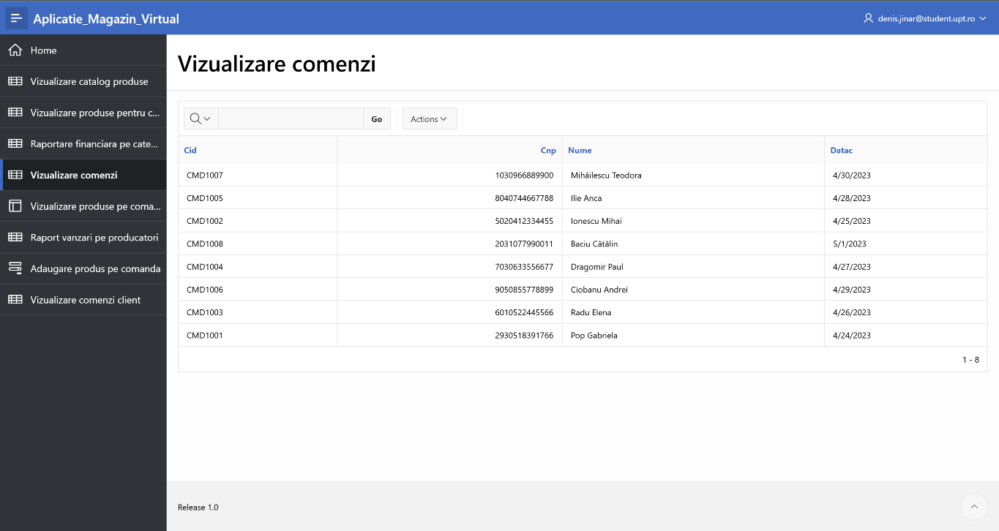 Aplicatie_Magazin_Virtual
denis.jinar@student.upt.ro
Home
Vizualizare catalog produse
Vizualizare produse pentru c...
Raportare financiara pe cate...
Vizualizare comenzi
Vizualizare produse pe coma...
Raport vanzari pe producatori
Adaugare produs pe comanda
Vizualizare comenzi client
Vizualizare comenzi
Go Actions
Cid Cnp Nume Datac
CMD1007 1030966889900 Mihăilescu Teodora 4/30/2023
CMD1005 8040744667788 Ilie Anca 4/28/2023
CMD1002 5020412334455 Ionescu Mihai 4/25/2023
CMD1008 2031077990011 Baciu Cătălin 5/1/2023
CMD1004 7030633556677 Dragomir Paul 4/27/2023
CMD1006 9050855778899 Ciobanu Andrei 4/29/2023
CMD1003 6010522445566 Radu Elena 4/26/2023
CMD1001 2930518391766 Pop Gabriela 4/24/2023
1 - 8
Release 1.0